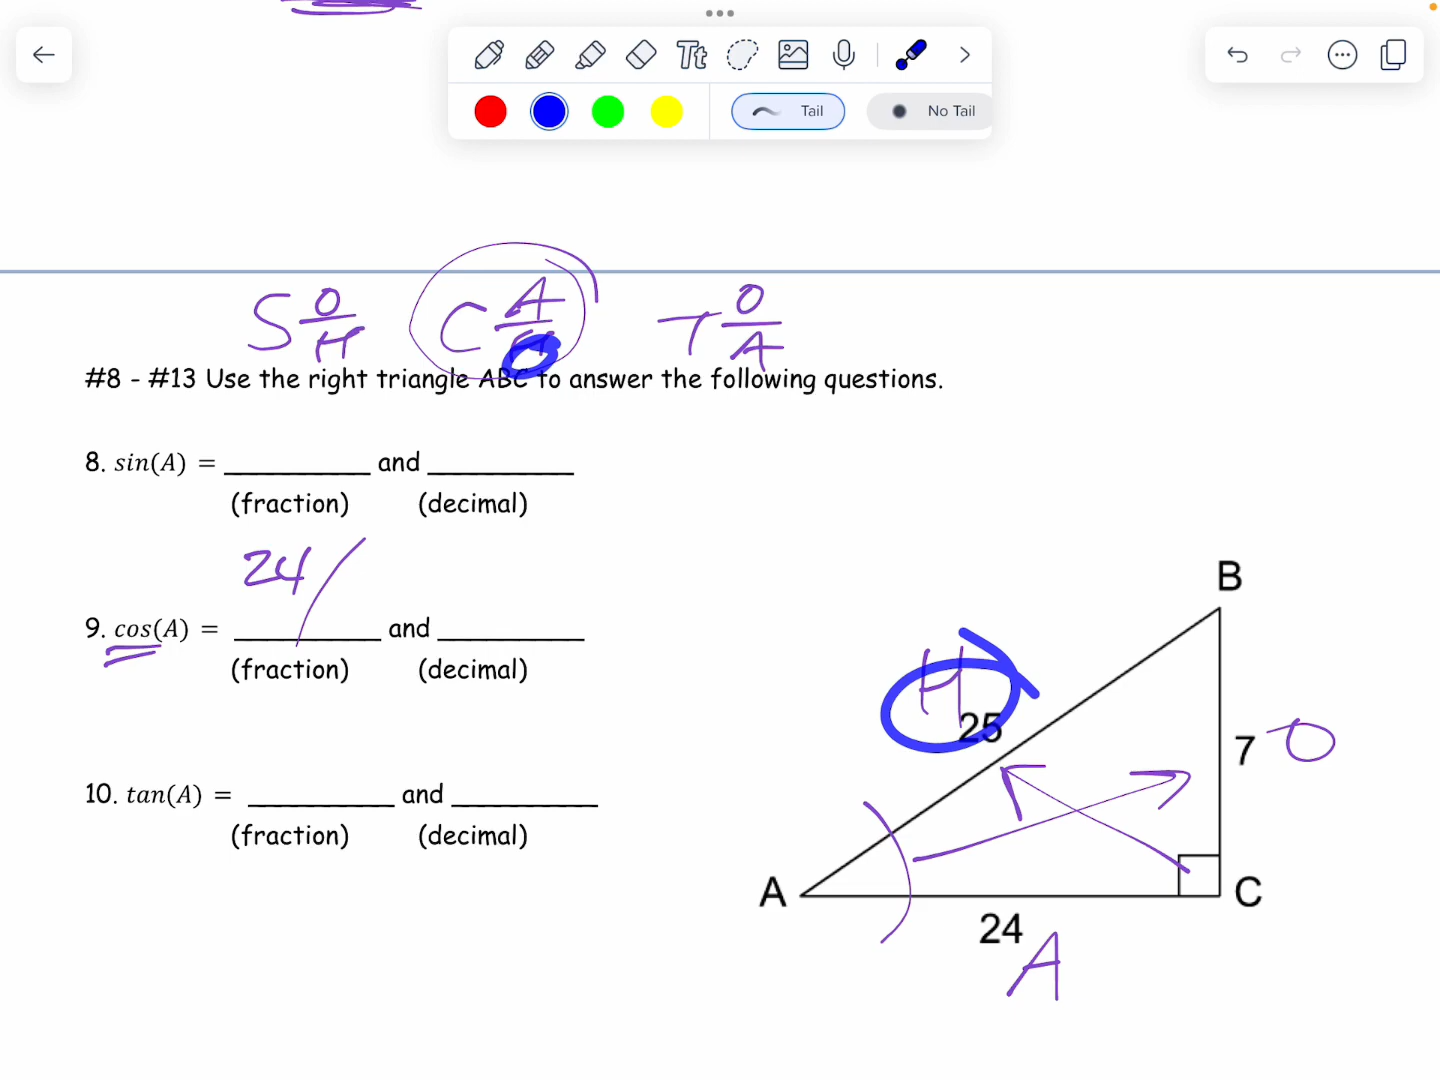 Tt
Tail
No Tail
S O/H C A/H T O/A
#8 - #13 Use the right triangle ABC to answer the following questions.
8. sin(A) = __________ and __________
(fraction) (decimal)
24/
9. cos(A) = __________ and __________
(fraction) (decimal)
10. tan(A) = __________ and __________
(fraction) (decimal)
B
H
25
7 O
A
C
24
A